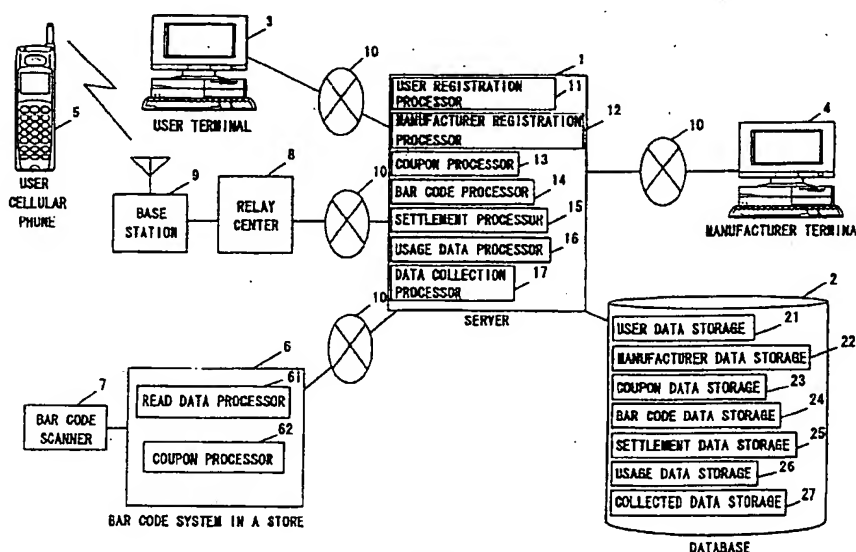 3
10
5
USER
CELLULAR
PHONE
USER TERMINAL
1
USER REGISTRATION
PROCESSOR
11
MANUFACTURER REGISTRATION
PROCESSOR
12
COUPON PROCESSOR
13
BAR CODE PROCESSOR
14
SETTLEMENT PROCESSOR
15
USAGE DATA PROCESSOR
16
DATA COLLECTION
PROCESSOR
17
SERVER
10
4
MANUFACTURER TERMINAL
9
BASE
STATION
8
RELAY
CENTER
10
10
6
7
BAR CODE
SCANNER
61
READ DATA PROCESSOR
62
COUPON PROCESSOR
BAR CODE SYSTEM IN A STORE
2
USER DATA STORAGE
21
MANUFACTURER DATA STORAGE
22
COUPON DATA STORAGE
23
BAR CODE DATA STORAGE
24
SETTLEMENT DATA STORAGE
25
USAGE DATA STORAGE
26
COLLECTED DATA STORAGE
27
DATABASE